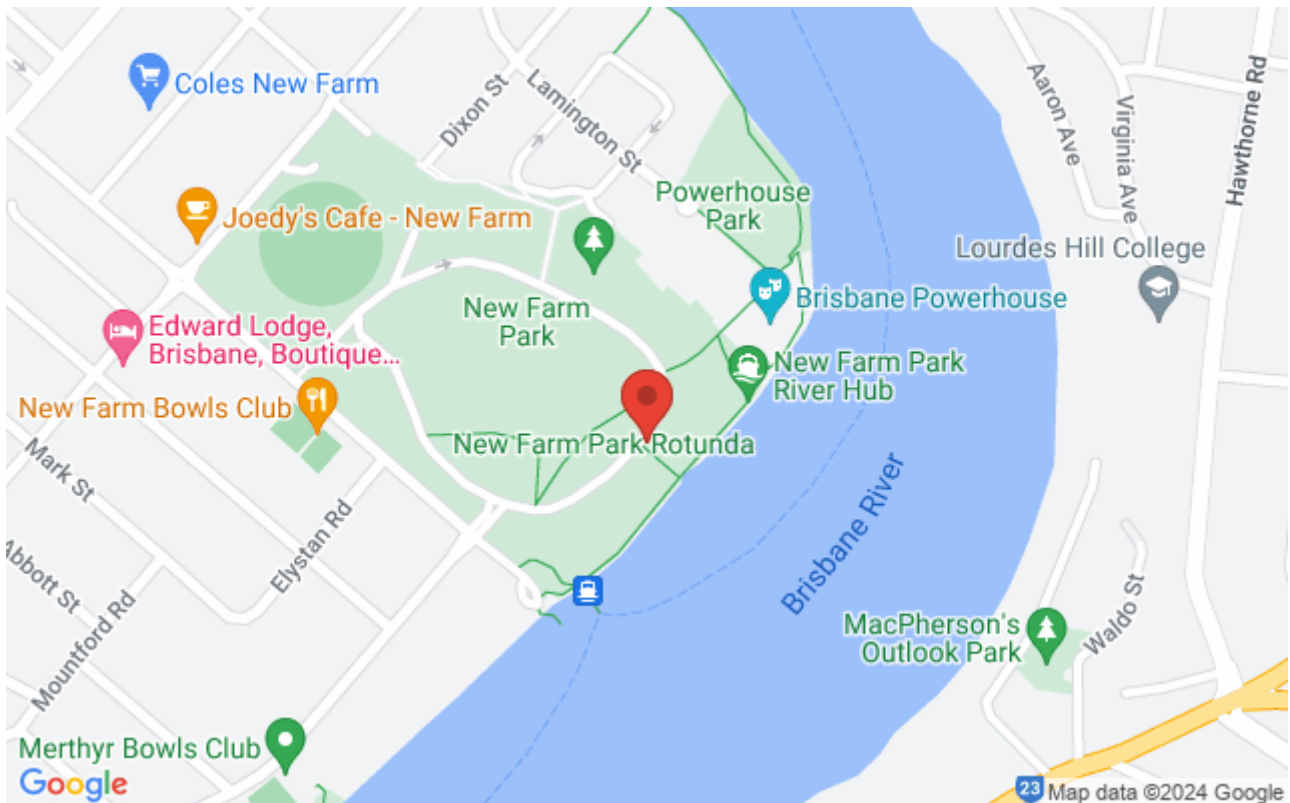 Coles New Farm
Dixon St
Lamington St
Aaron Ave
Virginia Ave
Hawthorne Rd
Powerhouse
Park
Joedy's Cafe - New Farm
Lourdes Hill College
Brisbane Powerhouse
New Farm
Park
Edward Lodge,
Brisbane, Boutique...
New Farm Park
River Hub
New Farm Bowls Club
New Farm Park Rotunda
Mark St
Brisbane River
Elystan Rd
Abbott St
Mountford Rd
Waldo St
MacPherson's
Outlook Park
Merthyr Bowls Club
Google
23
Map data ©2024 Google